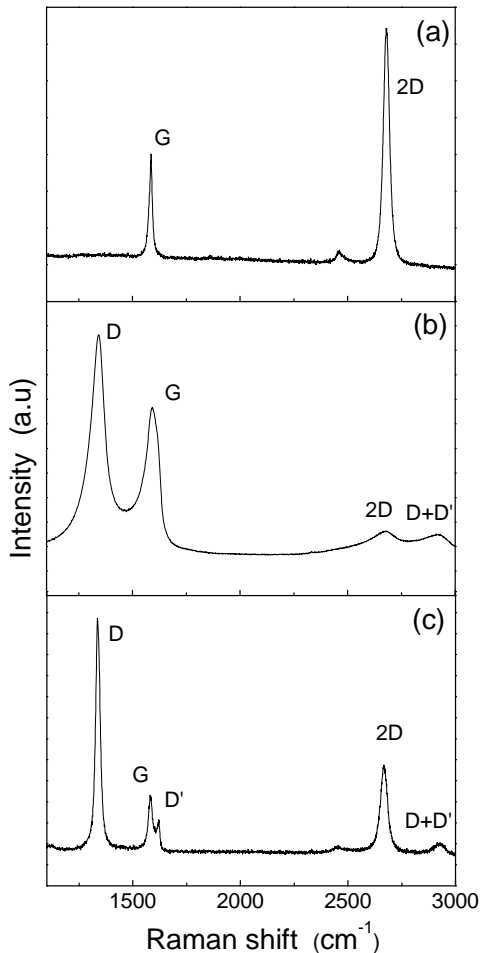 (a)
2D
G
(b)
D
G
2D D+D'
(c)
D
2D
G
D'
D+D'
1500 2000 2500 3000
Raman shift (cm⁻¹)
Intensity (a.u)